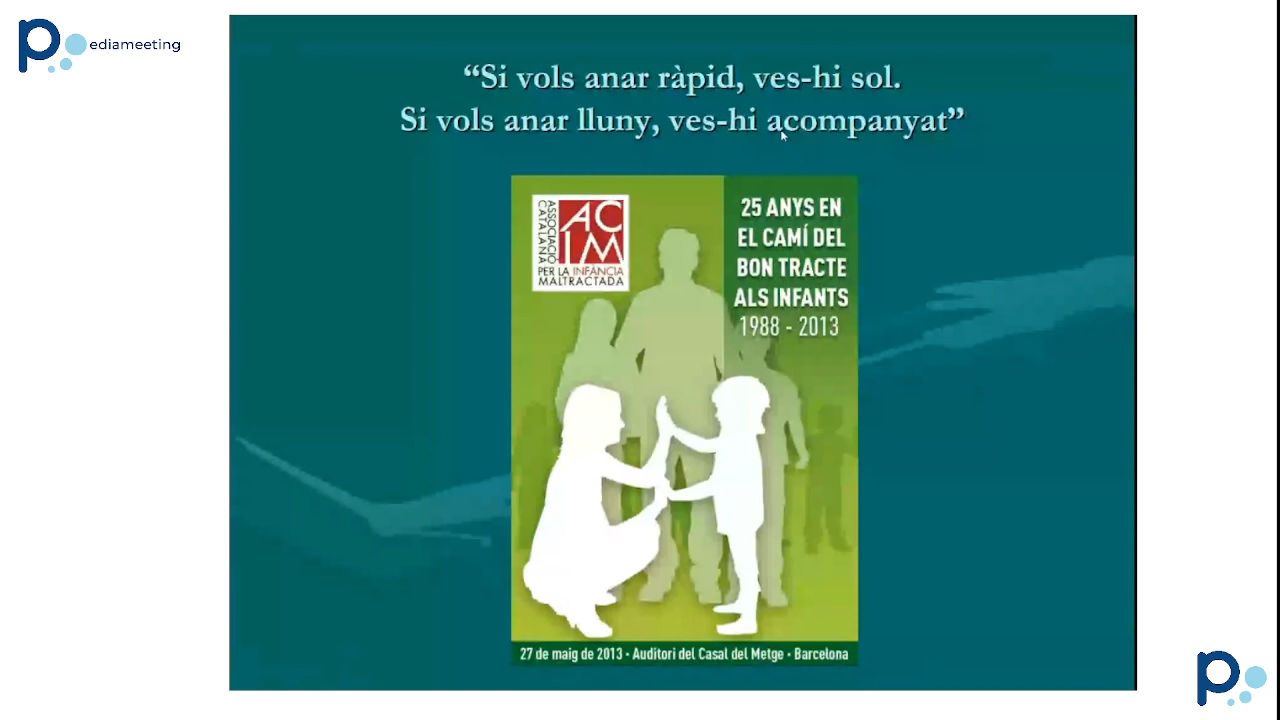 Pediameeting
“Si vols anar ràpid, ves-hi sol.
Si vols anar lluny, ves-hi acompanyat”
ASSOCIACIÓ
CATALANA
ACIM
PER LA INFÀNCIA
MALTRACTADA
25 ANYS EN
EL CAMÍ DEL
BON TRACTE
ALS INFANTS
1988 - 2013
27 de maig de 2013 · Auditori del Casal del Metge · Barcelona
P